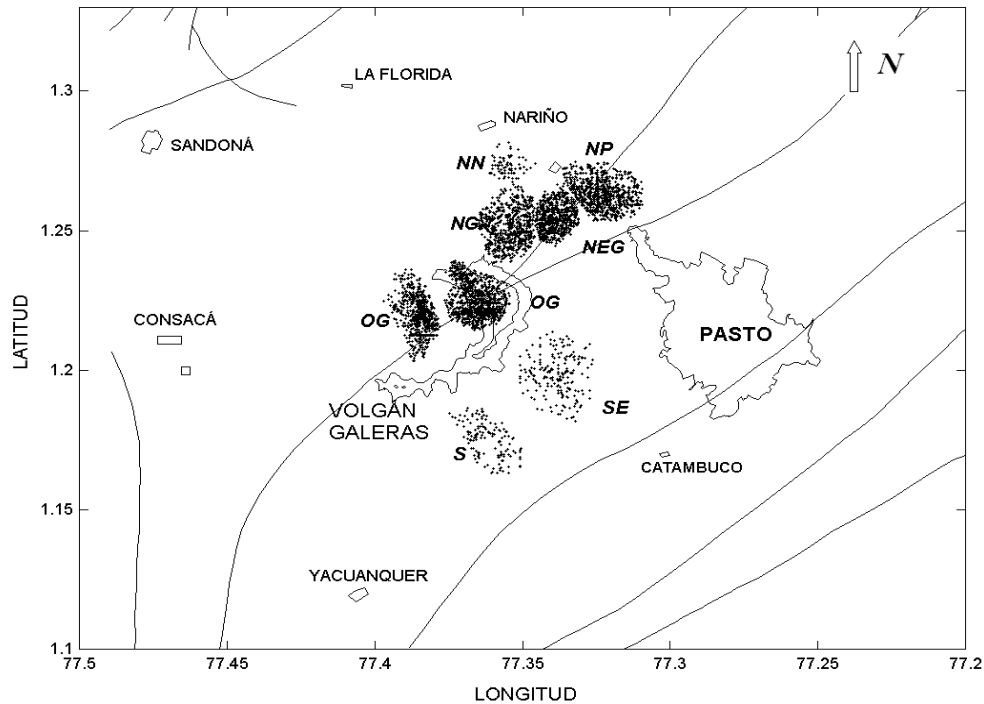 1.3
LA FLORIDA
N
SANDONÁ
NARIÑO
NN
NP
1.25
NG
NEG
OG
OG
CONSACÁ
PASTO
1.2
VOLGÁN
GALERAS
SE
S
CATAMBUCO
1.15
YACUANQUER
1.1
77.5
77.45
77.4
77.35
77.3
77.25
77.2
LATITUD
LONGITUD